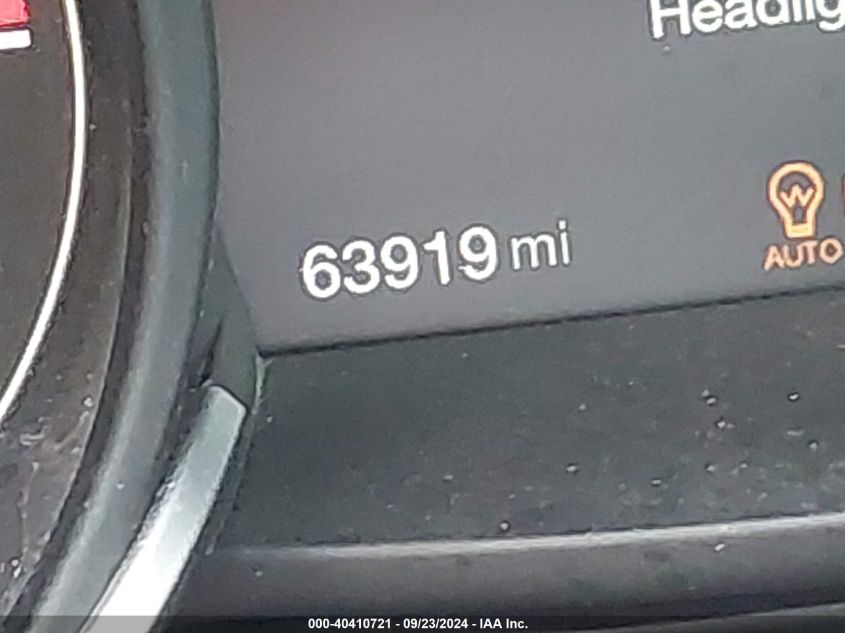 Headlig
63919 mi
W
AUTO
000-40410721 - 09/23/2024 - IAA Inc.